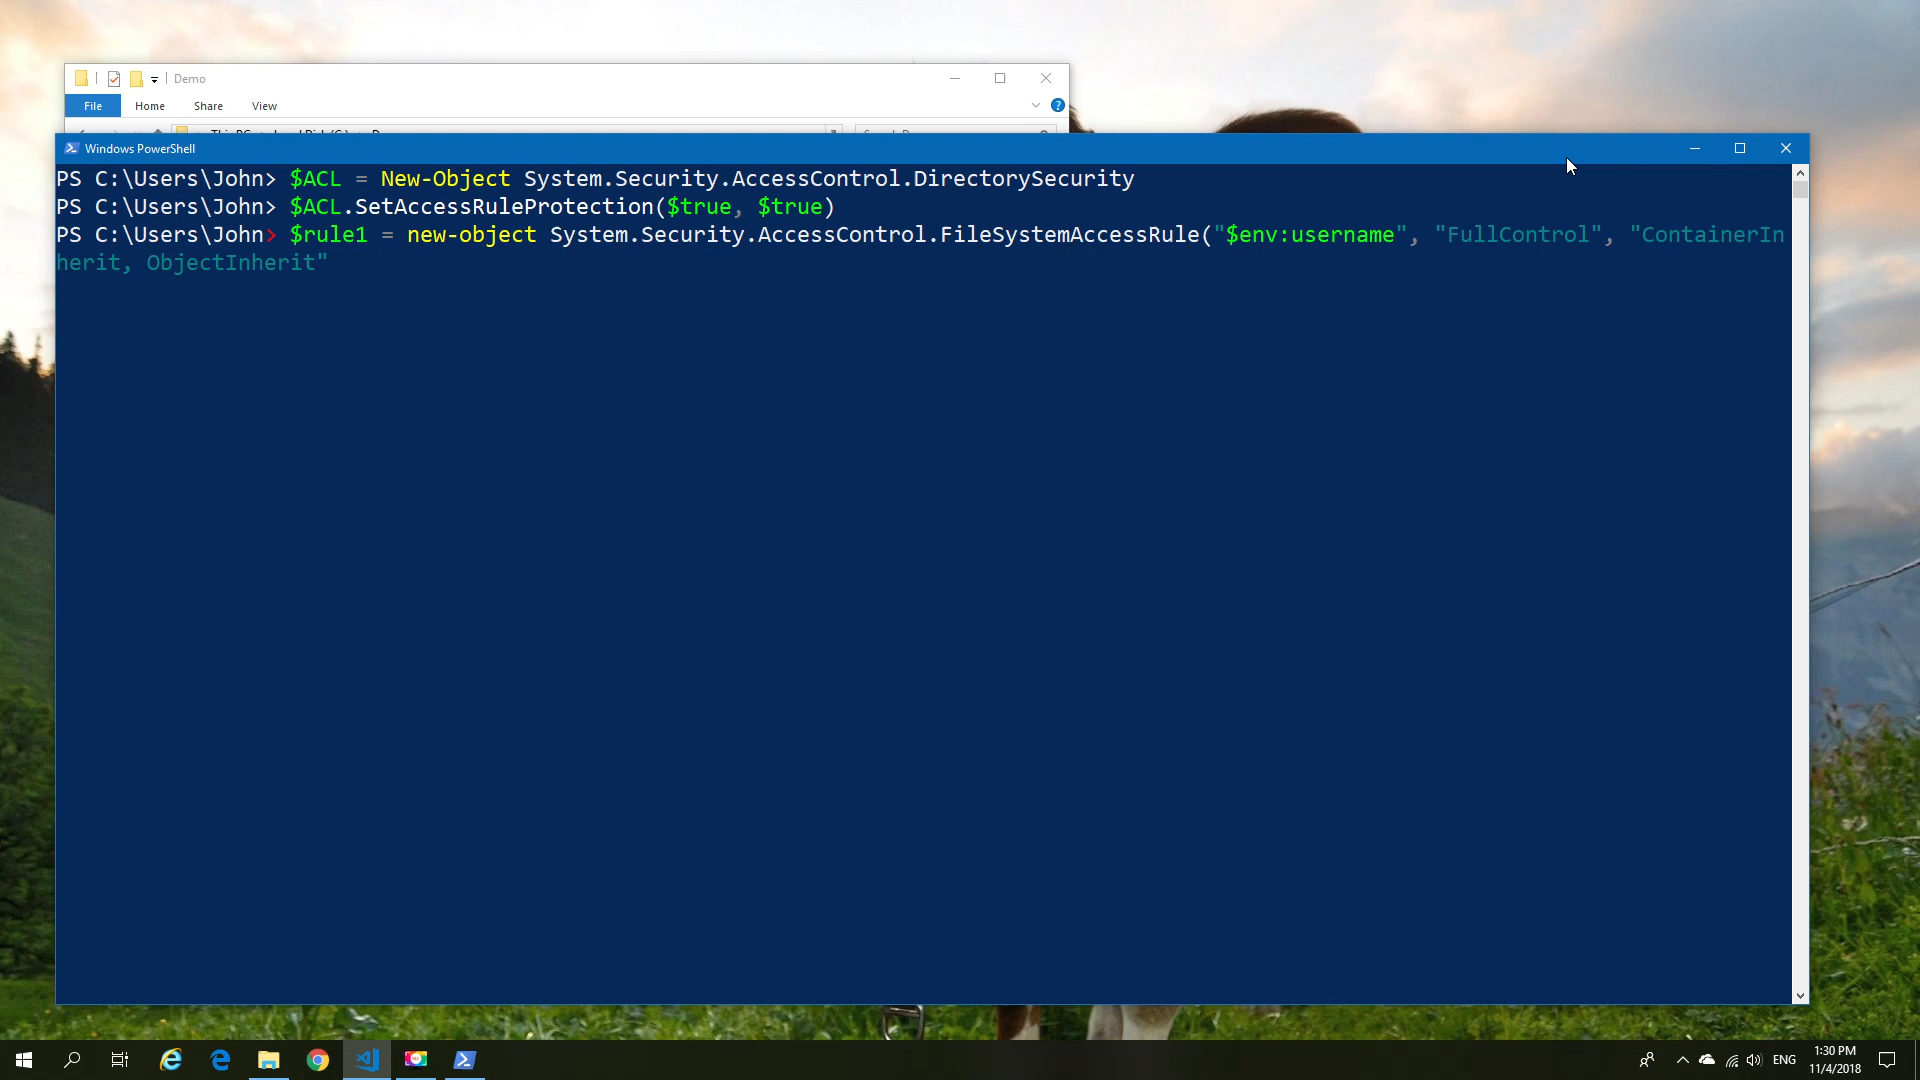 Demo
File Home Share View
Windows PowerShell
PS C:\Users\John> $ACL = New-Object System.Security.AccessControl.DirectorySecurity
PS C:\Users\John> $ACL.SetAccessRuleProtection($true, $true)
PS C:\Users\John> $rule1 = new-object System.Security.AccessControl.FileSystemAccessRule("$env:username", "FullControl", "ContainerIn
herit, ObjectInherit"
ENG
1:30 PM
11/4/2018